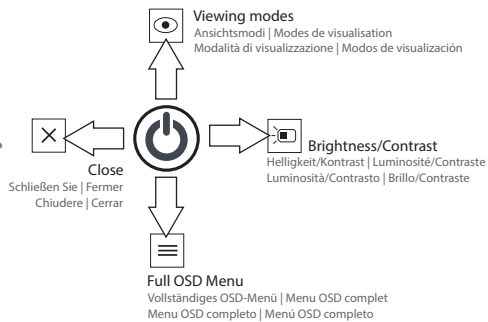 Viewing modes
Ansichtsmodi | Modes de visualisation
Modalità di visualizzazione | Modos de visualización
Brightness/Contrast
Helligkeit/Kontrast | Luminosité/Contraste
Luminosità/Contrasto | Brillo/Contraste
Close
Schließen Sie | Fermer
Chiudere | Cerrar
Full OSD Menu
Vollständiges OSD-Menü | Menu OSD complet
Menu OSD completo | Menú OSD completo